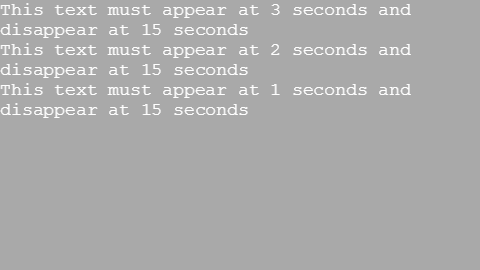 This text must appear at 3 seconds and
disappear at 15 seconds
This text must appear at 2 seconds and
disappear at 15 seconds
This text must appear at 1 seconds and
disappear at 15 seconds